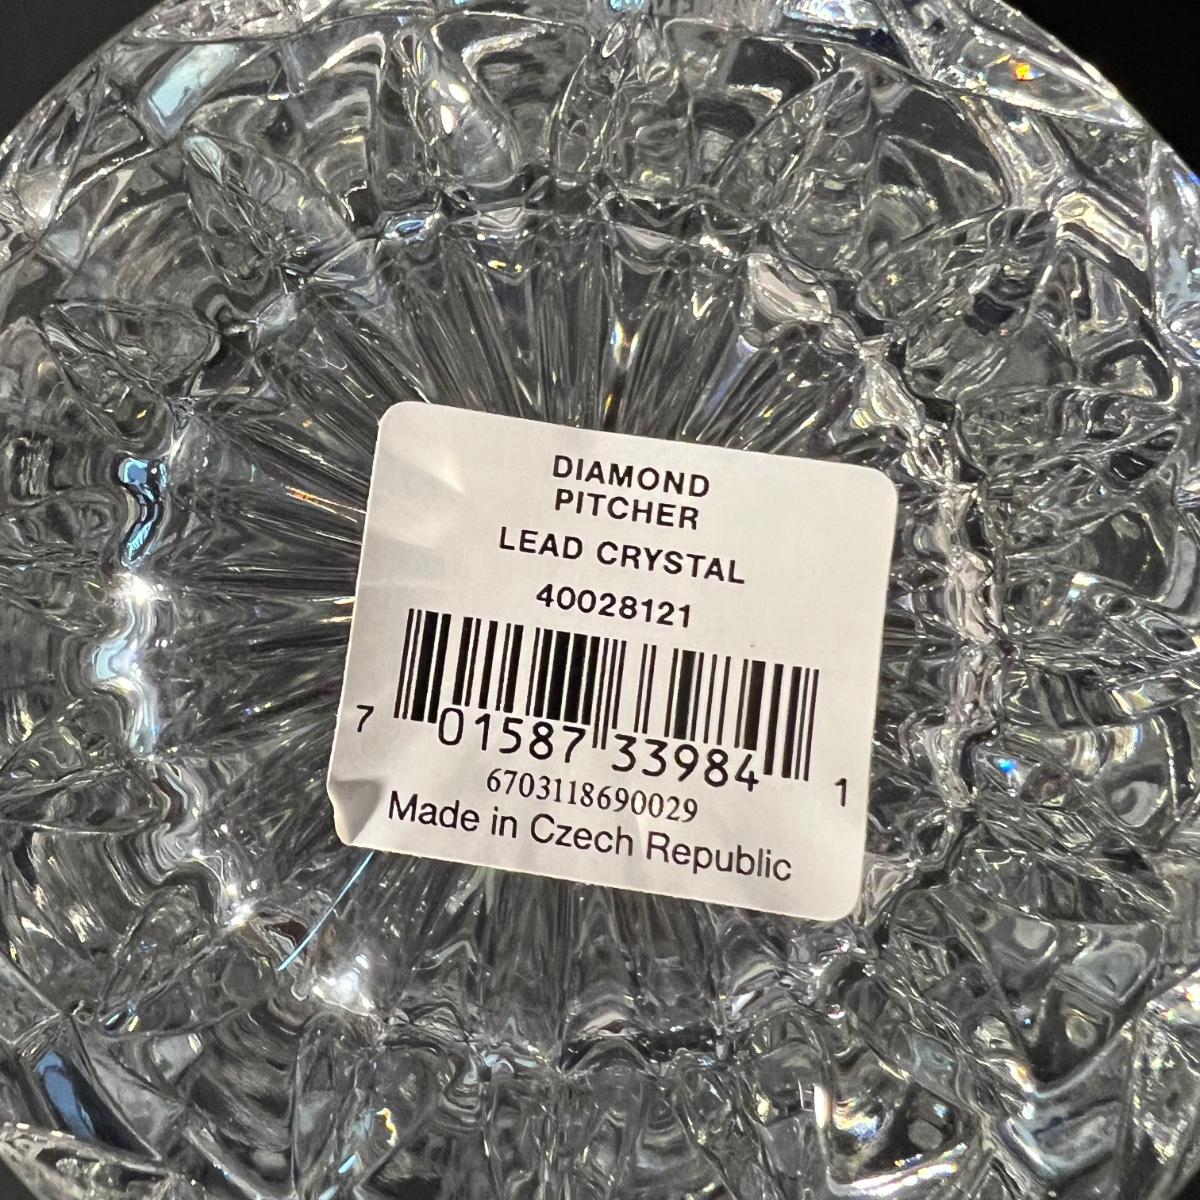 DIAMOND
PITCHER
LEAD CRYSTAL
40028121
7 01587 33984 1
6703118690029
Made in Czech Republic